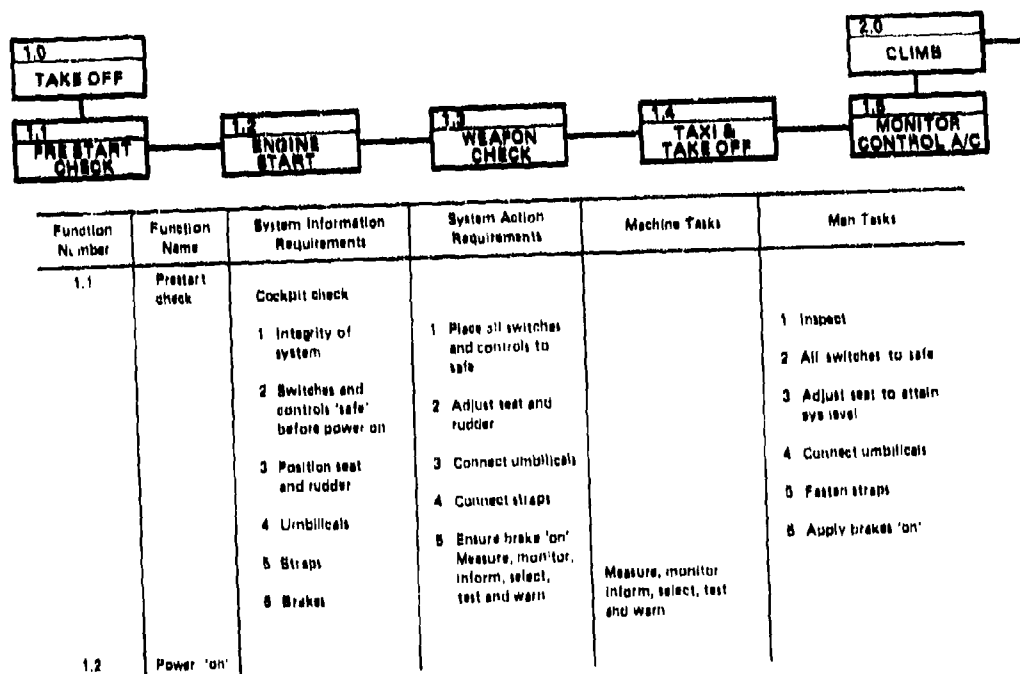 1.0
TAKE OFF
2.0
CLIMB
1.1
PRE START
CHECK
1.2
ENGINE
START
1.3
WEAPON
CHECK
1.4
TAXI &
TAKE OFF
1.5
MONITOR
CONTROL A/C
Function
Number
Function
Name
System Information
Requirements
System Action
Requirements
Machine Tasks
Man Tasks
1.1
Prestart
check
Cockpit check
1 Integrity of
system
2 Switches and
controls 'safe'
before power on
3 Position seat
and rudder
4 Umbilicals
5 Straps
6 Brakes
1 Place all switches
and controls to
safe
2 Adjust seat and
rudder
3 Connect umbilicals
4 Connect straps
5 Ensure brake 'on'
Measure, monitor,
inform, select,
test and warn
Measure, monitor
inform, select, test
and warn
1 Inspect
2 All switches to safe
3 Adjust seat to attain
eye level
4 Connect umbilicals
5 Fasten straps
6 Apply brakes 'on'
1.2
Power 'on'